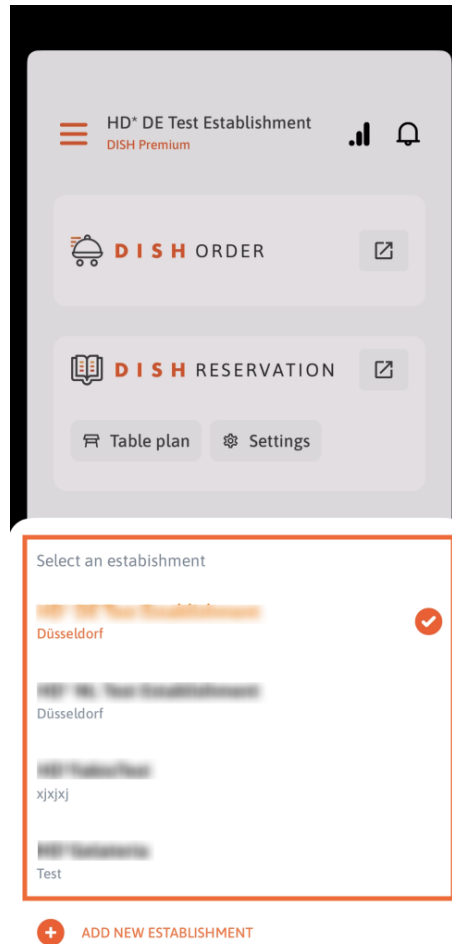 HD* DE Test Establishment
DISH Premium
DISH ORDER
DISH RESERVATION
Table plan
Settings
Select an estabishment
Düsseldorf
Düsseldorf
xjxjxj
Test
ADD NEW ESTABLISHMENT